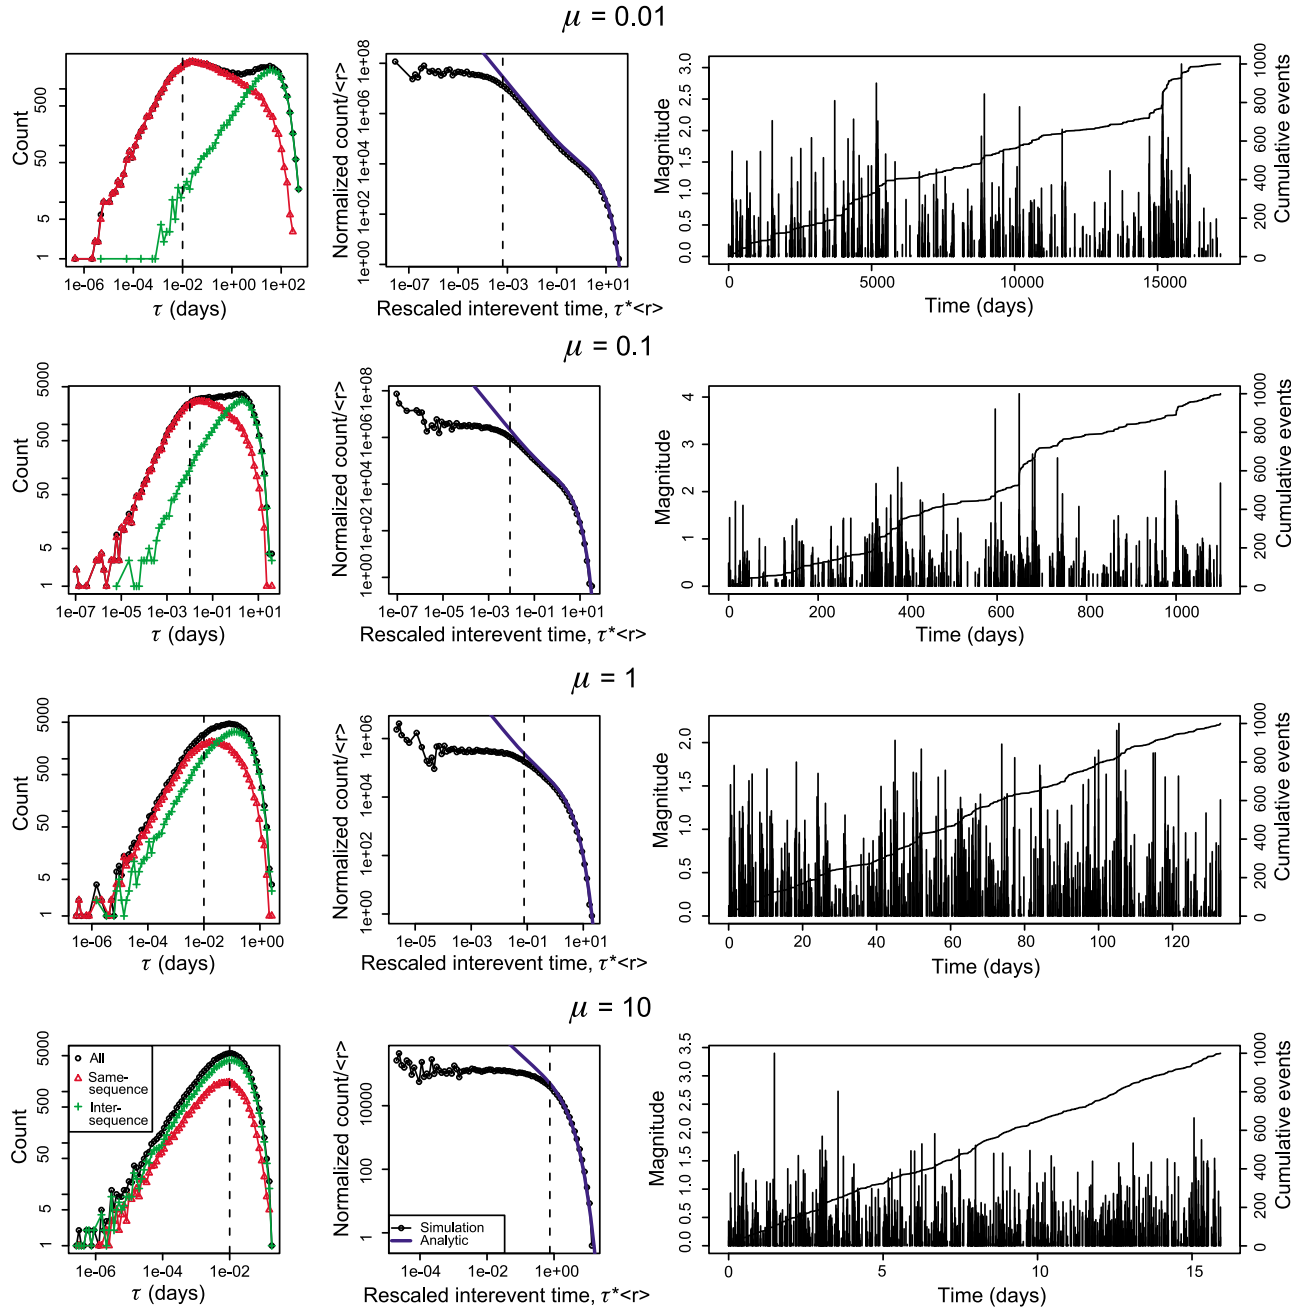 μ = 0.01
Count
500
50
5
1
1e-06 1e-04 1e-02 1e+00 1e+02
τ (days)
Normalized count/<r>
1e+08
1e+06
1e+04
1e+02
1e+00
1e-07 1e-05 1e-03 1e-01 1e+01
Rescaled interevent time, τ*<r>
Magnitude
3.0
2.5
2.0
1.5
1.0
0.5
0.0
0 5000 10000 15000
Time (days)
1000
800
600
400
200
0
Cumulative events
μ = 0.1
Count
5000
500
50
5
1
1e-07 1e-05 1e-03 1e-01 1e+01
τ (days)
Normalized count/<r>
1e+08
1e+06
1e+04
1e+02
1e+00
1e-07 1e-05 1e-03 1e-01 1e+01
Rescaled interevent time, τ*<r>
Magnitude
4
3
2
1
0
0 200 400 600 800 1000
Time (days)
1000
800
600
400
200
0
Cumulative events
μ = 1
Count
5000
500
50
5
1
1e-06 1e-04 1e-02 1e+00
τ (days)
Normalized count/<r>
1e+06
1e+04
1e+02
1e+00
1e-05 1e-03 1e-01 1e+01
Rescaled interevent time, τ*<r>
Magnitude
2.0
1.5
1.0
0.5
0.0
0 20 40 60 80 100 120
Time (days)
1000
800
600
400
200
0
Cumulative events
μ = 10
Count
5000
500
50
5
1
All
Same-
sequence
Inter-
sequence
1e-06 1e-04 1e-02
τ (days)
Normalized count/<r>
10000
100
1
Simulation
Analytic
1e-04 1e-02 1e+00
Rescaled interevent time, τ*<r>
Magnitude
3.5
3.0
2.5
2.0
1.5
1.0
0.5
0.0
0 5 10 15
Time (days)
1000
800
600
400
200
0
Cumulative events